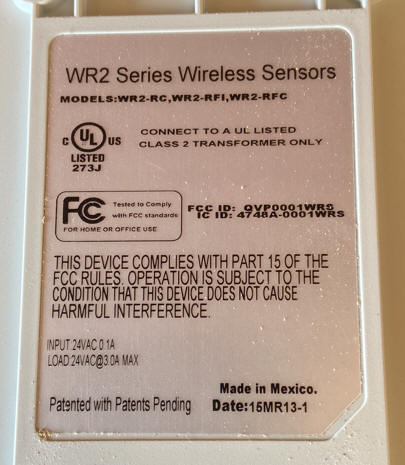 WR2 Series Wireless Sensors
MODELS:WR2-RC,WR2-RFI,WR2-RFC
C UL US
LISTED
273J
CONNECT TO A UL LISTED
CLASS 2 TRANSFORMER ONLY
FC Tested to Comply
with FCC standards
FOR HOME OR OFFICE USE
FCC ID: QVP0001WRS
IC ID: 4748A-0001WRS
THIS DEVICE COMPLIES WITH PART 15 OF THE
FCC RULES. OPERATION IS SUBJECT TO THE
CONDITION THAT THIS DEVICE DOES NOT CAUSE
HARMFUL INTERFERENCE.
INPUT:24VAC 0.1A
LOAD:24VAC@3.0A MAX
Made in Mexico.
Patented with Patents Pending
Date:15MR13-1